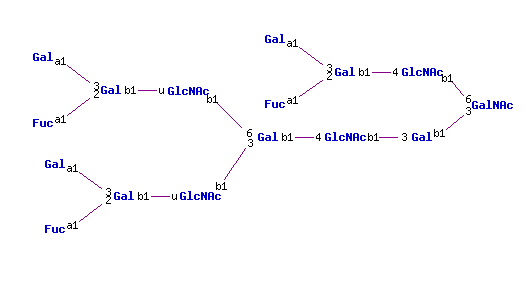 Gal a1
Gal a1
3 Gal b1 4 GlcNAc b1
2
Fuc a1
3 Gal b1 u GlcNAc b1
2
6 GalNAc
3
Fuc a1
6 Gal b1 4 GlcNAc b1 3 Gal b1
3
Gal a1
3 Gal b1 u GlcNAc b1
2
Fuc a1